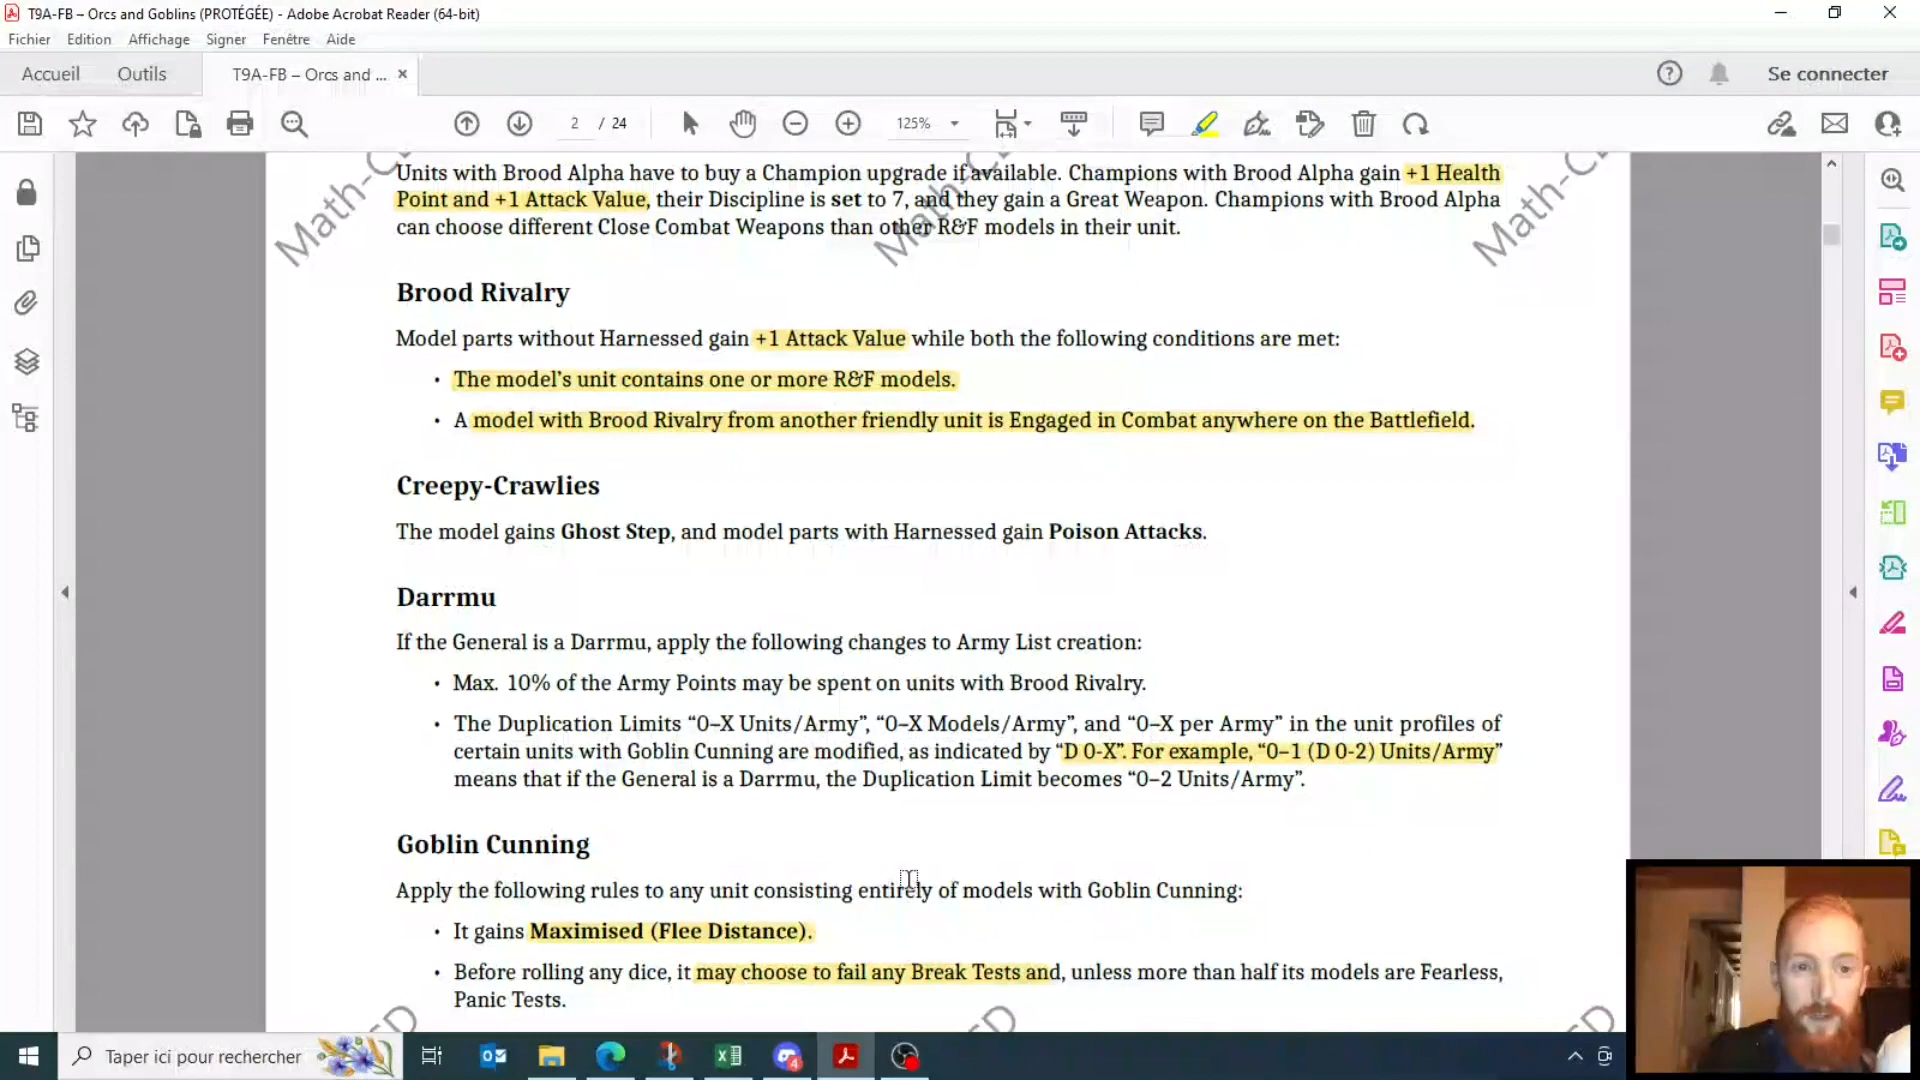 T9A-FB – Orcs and Goblins (PROTÉGÉE) - Adobe Acrobat Reader (64-bit)
Fichier Edition Affichage Signer Fenêtre Aide
Accueil Outils T9A-FB – Orcs and ... Se connecter
2 / 24 125%
Units with Brood Alpha have to buy a Champion upgrade if available. Champions with Brood Alpha gain +1 Health
Point and +1 Attack Value, their Discipline is set to 7, and they gain a Great Weapon. Champions with Brood Alpha
can choose different Close Combat Weapons than other R&F models in their unit.
Brood Rivalry
Model parts without Harnessed gain +1 Attack Value while both the following conditions are met:
• The model’s unit contains one or more R&F models.
• A model with Brood Rivalry from another friendly unit is Engaged in Combat anywhere on the Battlefield.
Creepy-Crawlies
The model gains Ghost Step, and model parts with Harnessed gain Poison Attacks.
Darrmu
If the General is a Darrmu, apply the following changes to Army List creation:
• Max. 10% of the Army Points may be spent on units with Brood Rivalry.
• The Duplication Limits “0–X Units/Army”, “0–X Models/Army”, and “0–X per Army” in the unit profiles of
certain units with Goblin Cunning are modified, as indicated by “D 0-X”. For example, “0–1 (D 0-2) Units/Army”
means that if the General is a Darrmu, the Duplication Limit becomes “0–2 Units/Army”.
Goblin Cunning
Apply the following rules to any unit consisting entirely of models with Goblin Cunning:
• It gains Maximised (Flee Distance).
• Before rolling any dice, it may choose to fail any Break Tests and, unless more than half its models are Fearless,
Panic Tests.
Taper ici pour rechercher
4